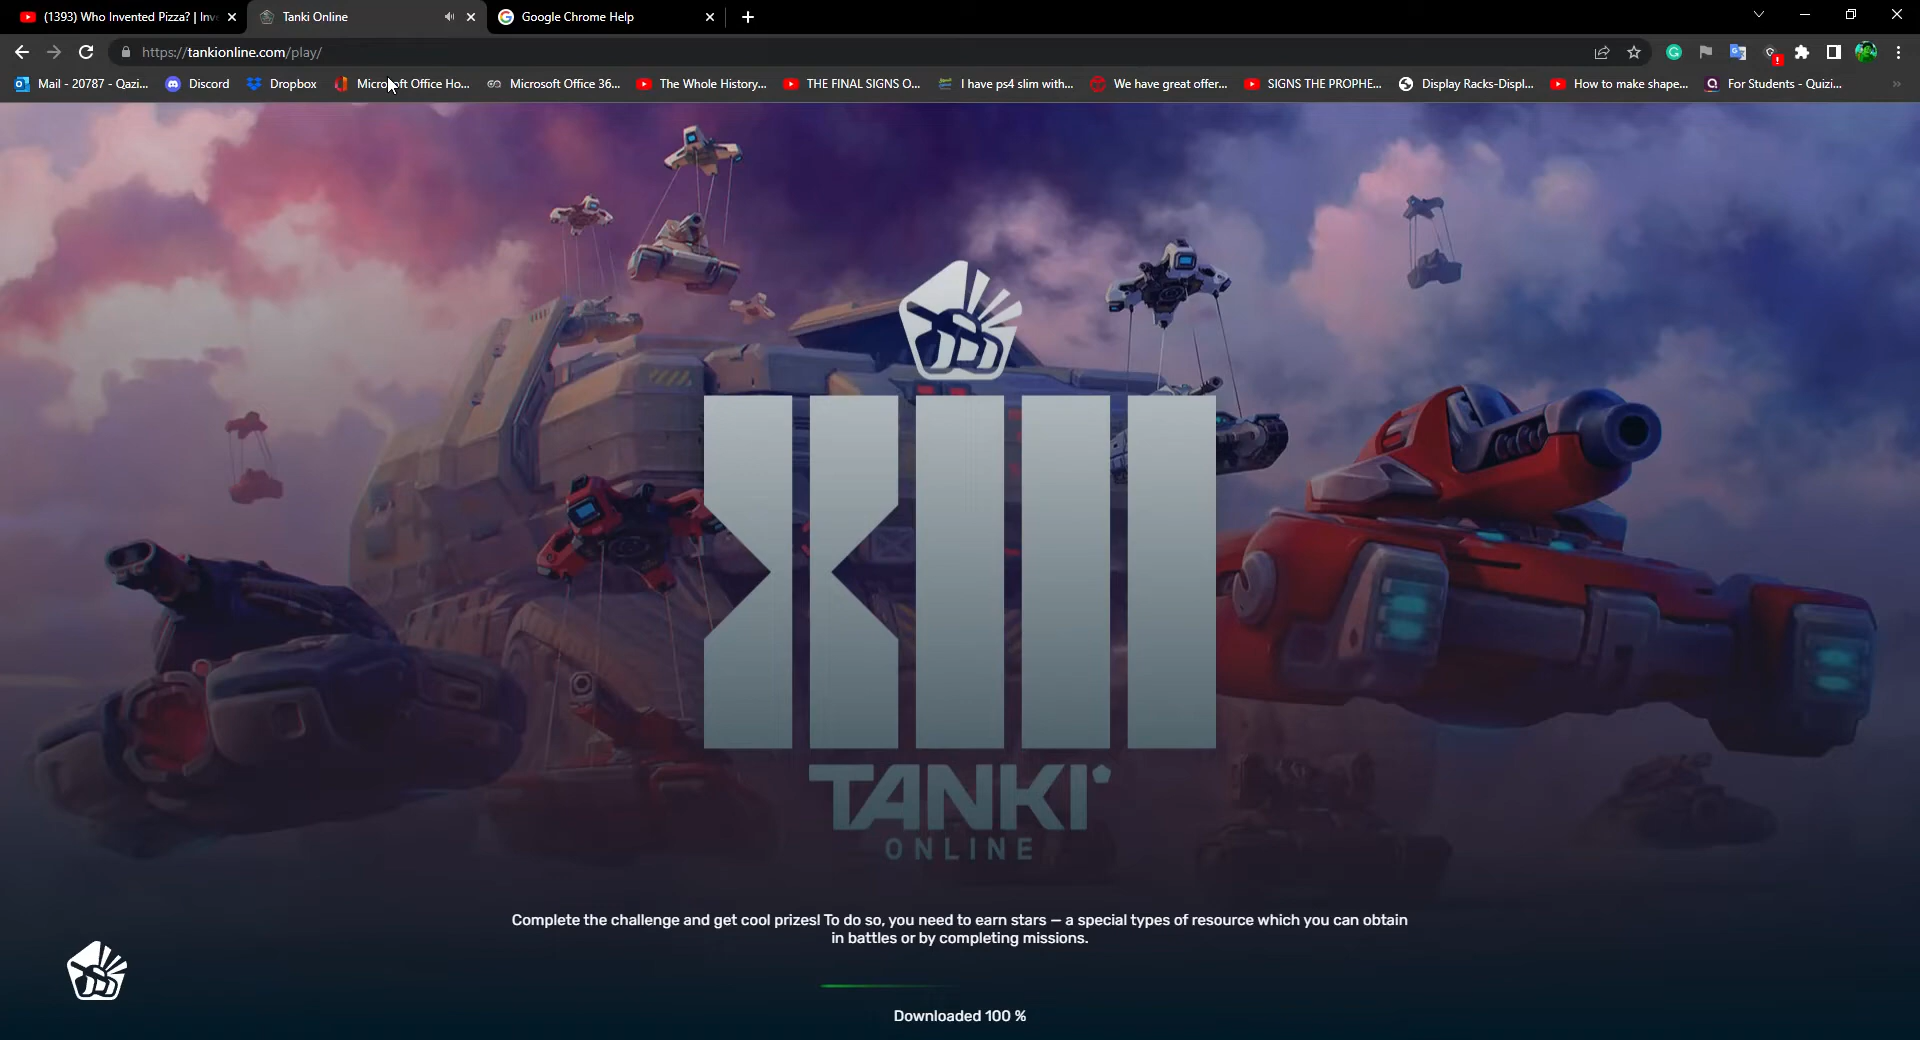 (1393) Who Invented Pizza? | Inv
Tanki Online
Google Chrome Help
https://tankionline.com/play/
Mail - 20787 - Qazi...
Discord
Dropbox
Microsoft Office Ho...
Microsoft Office 36...
The Whole History...
THE FINAL SIGNS O...
I have ps4 slim with...
We have great offer...
SIGNS THE PROPHE...
Display Racks-Displ...
How to make shape...
For Students - Quizi...
XIII
TANKI
ONLINE
Complete the challenge and get cool prizes! To do so, you need to earn stars — a special types of resource which you can obtain
in battles or by completing missions.
Downloaded 100 %